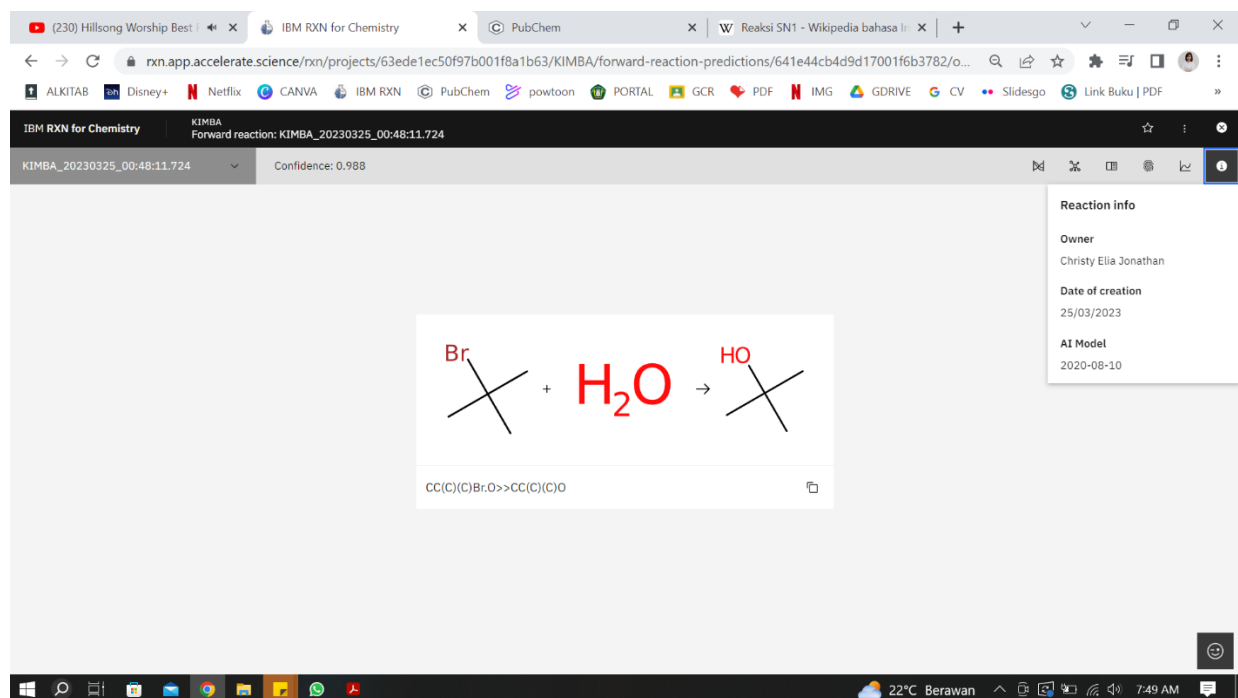 (230) Hillsong Worship Best
IBM RXN for Chemistry
PubChem
Reaksi SN1 - Wikipedia bahasa In
rxn.app.accelerate.science/rxn/projects/63ede1ec50f97b001f8a1b63/KIMBA/forward-reaction-predictions/641e44cb4d9d17001f6b3782/o...
ALKITAB Disney+ Netflix CANVA IBM RXN PubChem powtoon PORTAL GCR PDF IMG GDRIVE CV Slidesgo Link Buku | PDF »
IBM RXN for Chemistry
KIMBA
Forward reaction: KIMBA_20230325_00:48:11.724
KIMBA_20230325_00:48:11.724
Confidence: 0.988
Reaction info
Owner
Christy Elia Jonathan
Date of creation
25/03/2023
AI Model
2020-08-10
Br + H₂O → HO
CC(C)(C)Br.O>>CC(C)(C)O
22°C Berawan 7:49 AM